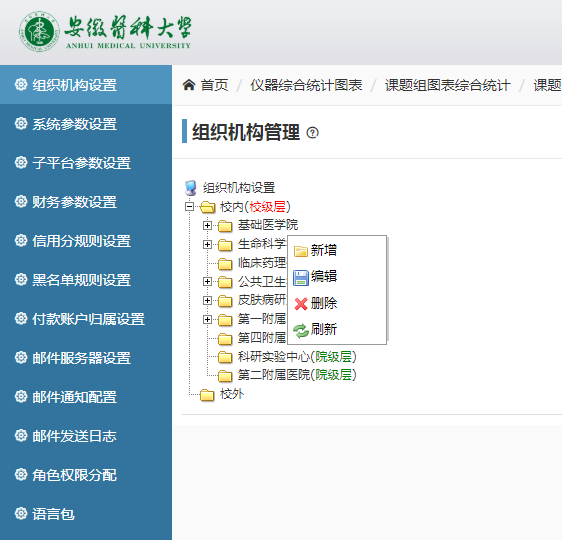 安徽医科大学
ANHUI MEDICAL UNIVERSITY
组织机构设置
系统参数设置
子平台参数设置
财务参数设置
信用分规则设置
黑名单规则设置
付款账户归属设置
邮件服务器设置
邮件通知配置
邮件发送日志
角色权限分配
语言包
首页 / 仪器综合统计图表 / 课题组图表综合统计 / 课题
组织机构管理
组织机构设置
校内(校级层)
基础医学院
生命科学
临床药理
公共卫生
皮肤病研
第一附属
第四附属
科研实验中心(院级层)
第二附属医院(院级层)
校外
新增
编辑
删除
刷新